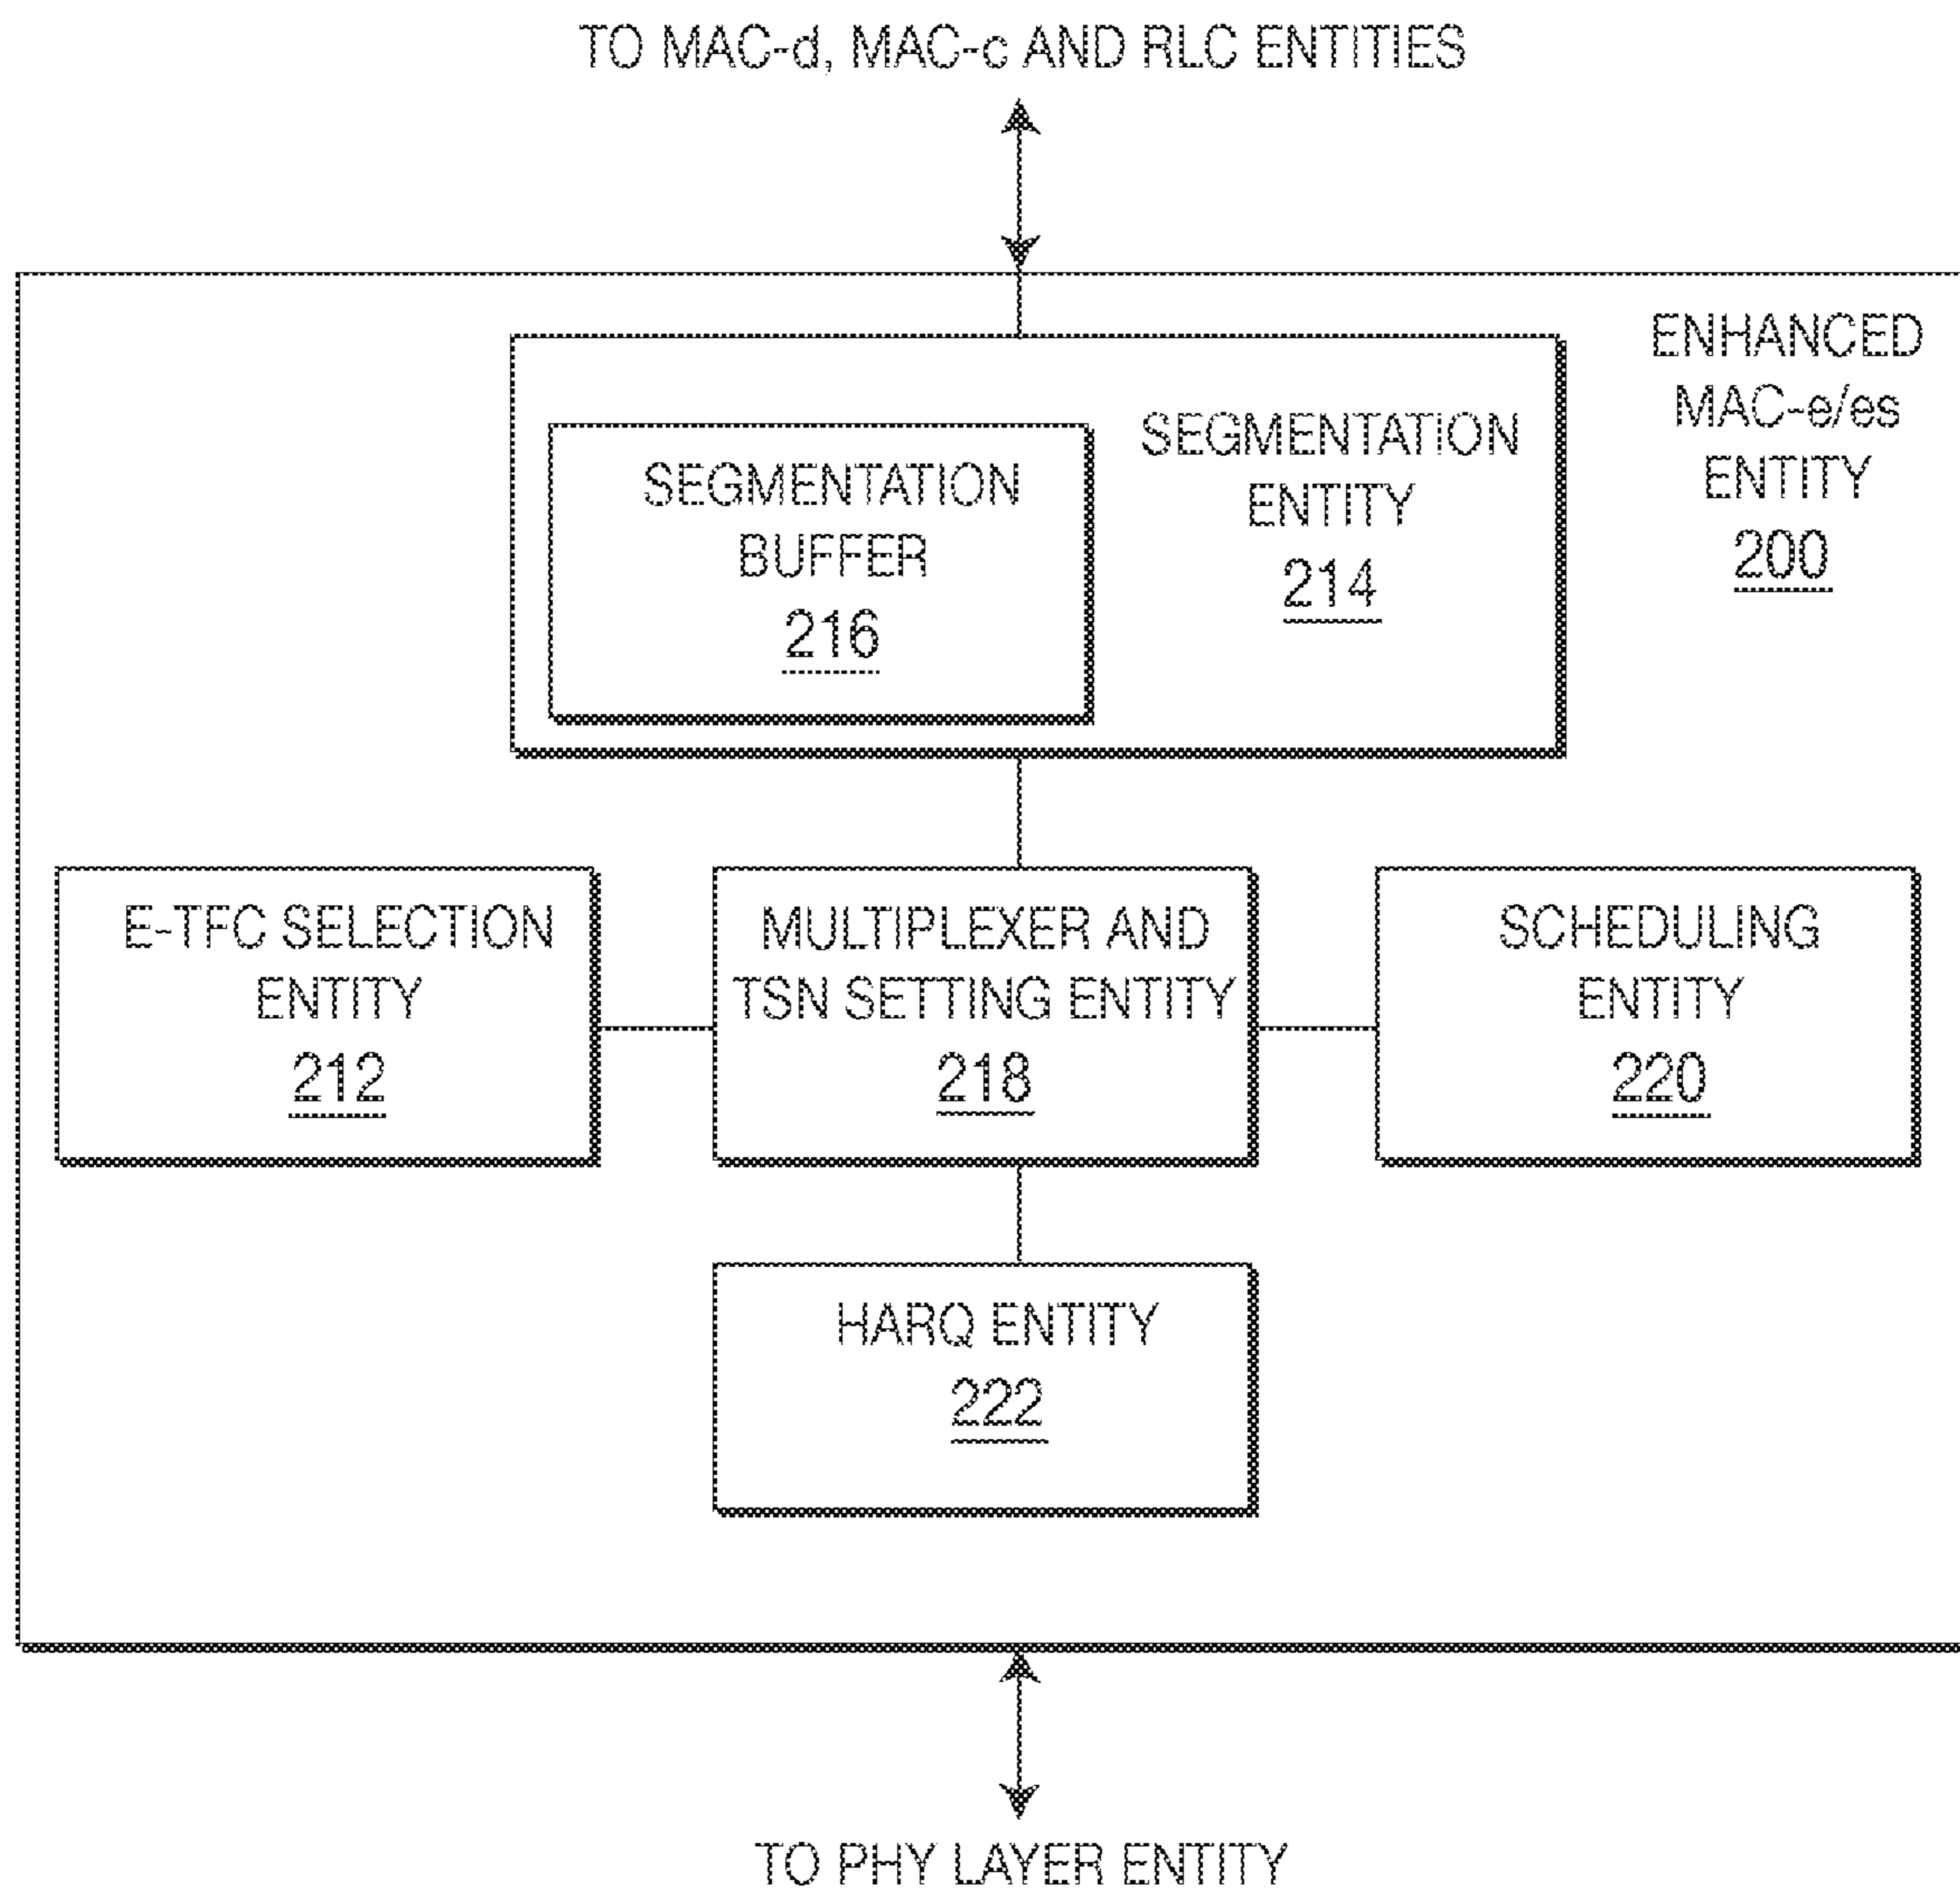 TO MAC-d, MAC-c AND RLC ENTITIES
ENHANCED
MAC-e/es
ENTITY
200
SEGMENTATION
ENTITY
214
SEGMENTATION
BUFFER
216
E-TFC SELECTION
ENTITY
212
MULTIPLEXER AND
TSN SETTING ENTITY
218
SCHEDULING
ENTITY
220
HARQ ENTITY
222
TO PHY LAYER ENTITY